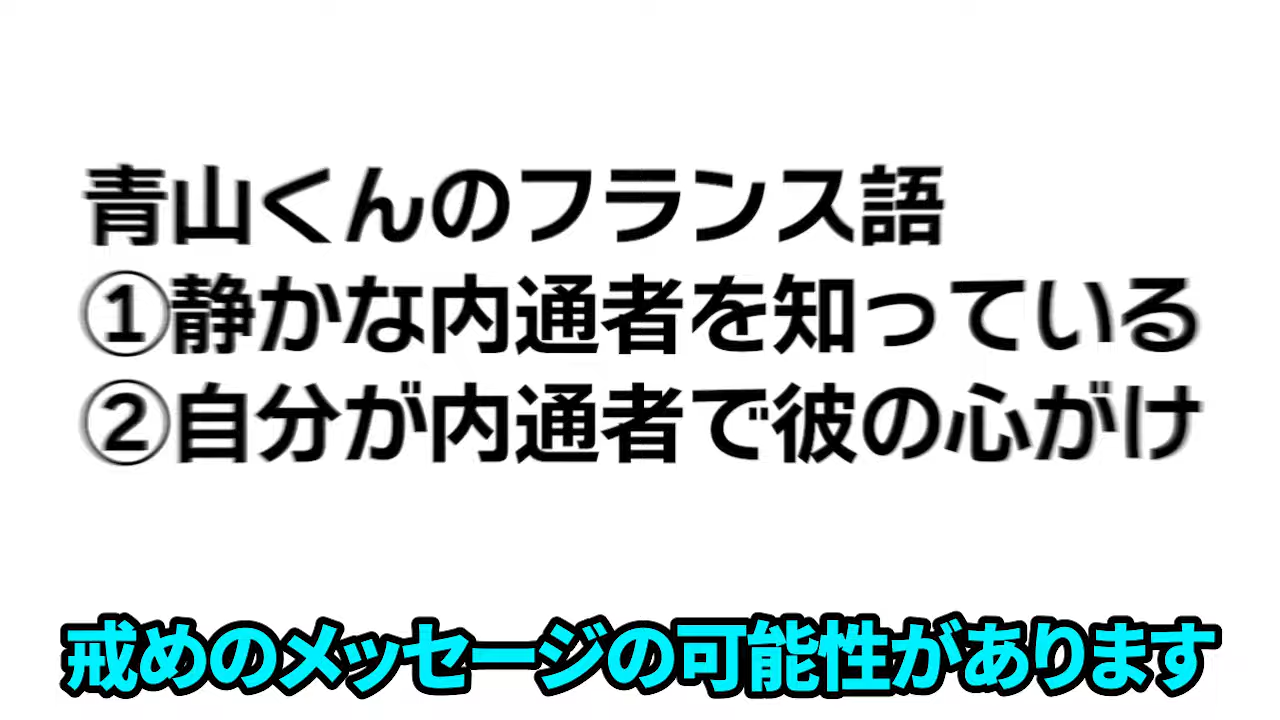 青山くんのフランス語
①静かな内通者を知っている
②自分が内通者で彼の心がけ
戒めのメッセージの可能性があります